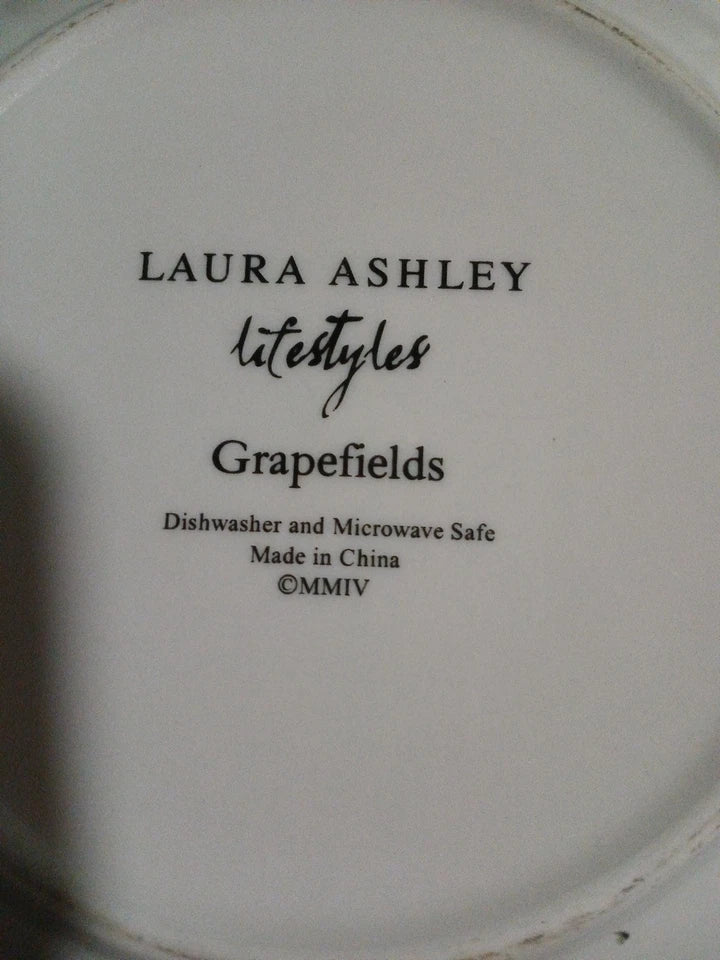 LAURA ASHLEY
lifestyles
Grapefields
Dishwasher and Microwave Safe
Made in China
©MMIV